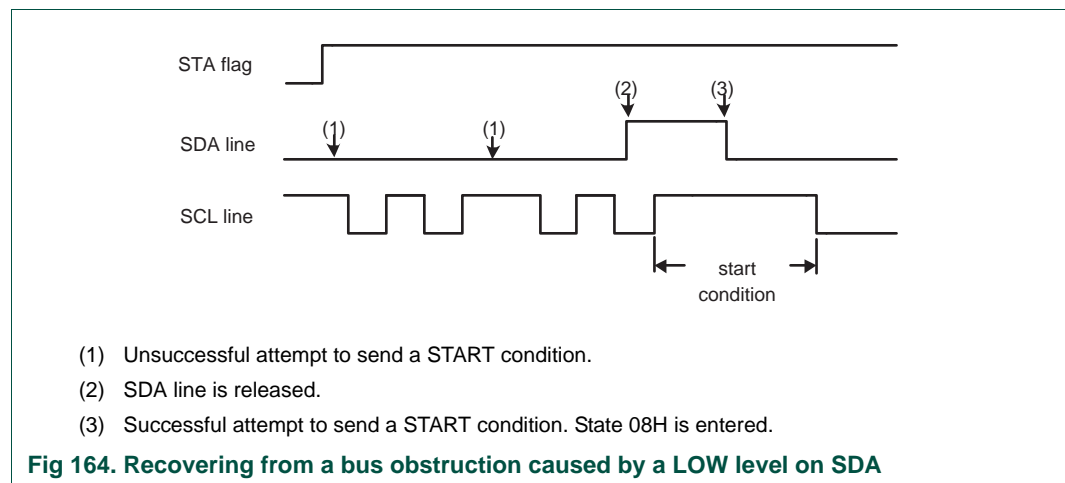 STA flag
(2) (3)
(1) (1)
SDA line
SCL line
start
condition
(1) Unsuccessful attempt to send a START condition.
(2) SDA line is released.
(3) Successful attempt to send a START condition. State 08H is entered.
Fig 164. Recovering from a bus obstruction caused by a LOW level on SDA